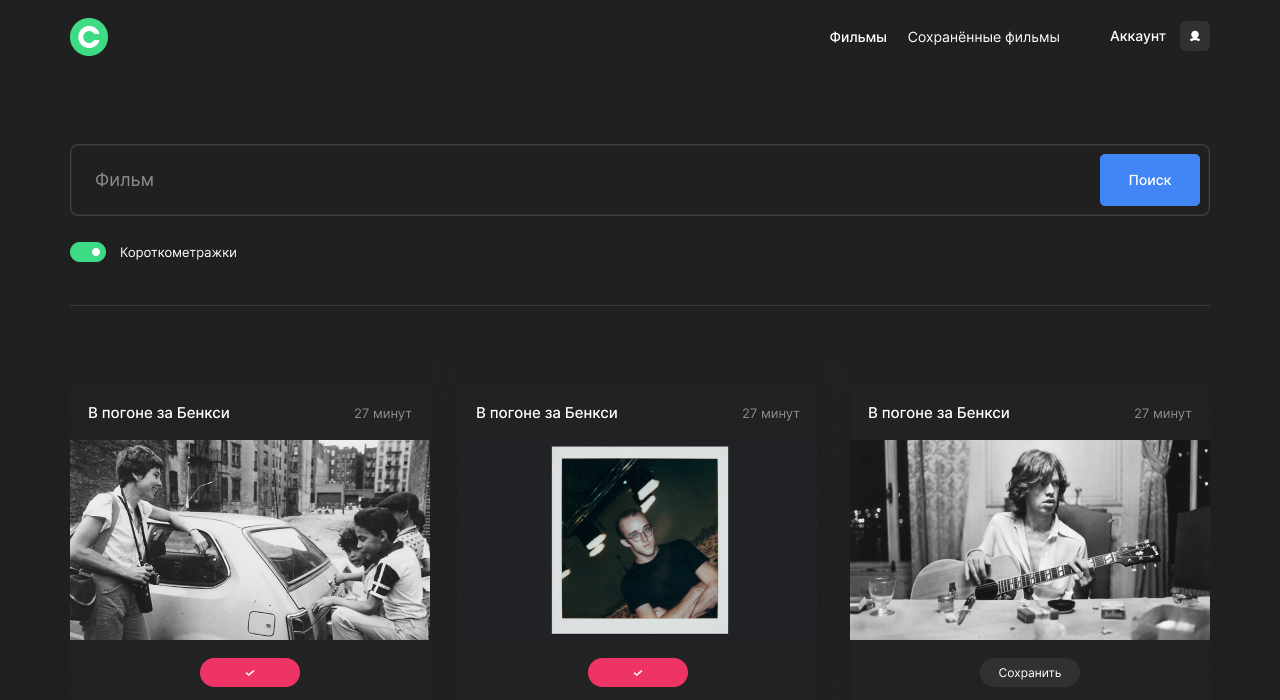 Фильмы Сохранённые фильмы Аккаунт
Фильм Поиск
Короткометражки
В погоне за Бенкси 27 минут
В погоне за Бенкси 27 минут
В погоне за Бенкси 27 минут
Сохранить